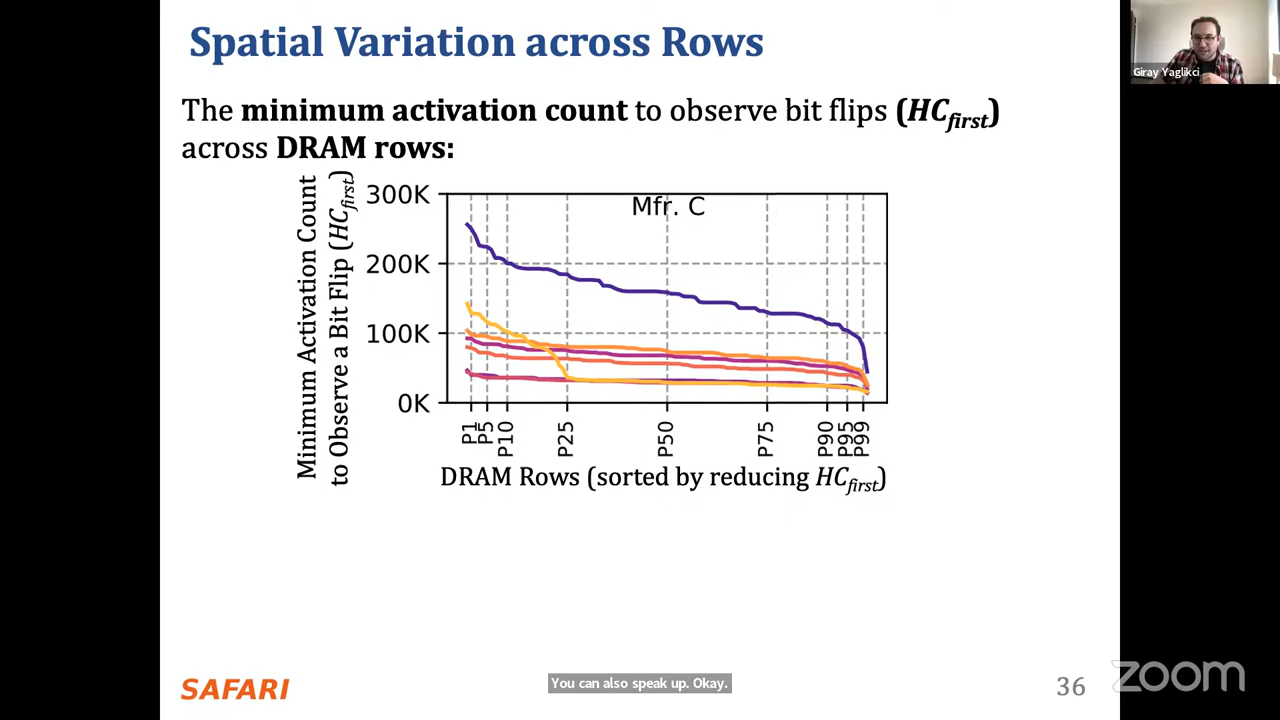 Spatial Variation across Rows
Giray Yaglikci
The minimum activation count to observe bit flips (HCfirst)
across DRAM rows:
Minimum Activation Count
to Observe a Bit Flip (HCfirst)
300K
200K
100K
0K
Mfr. C
P1
P5
P10
P25
P50
P75
P90
P95
P99
DRAM Rows (sorted by reducing HCfirst)
SAFARI
You can also speak up. Okay.
36
zoom